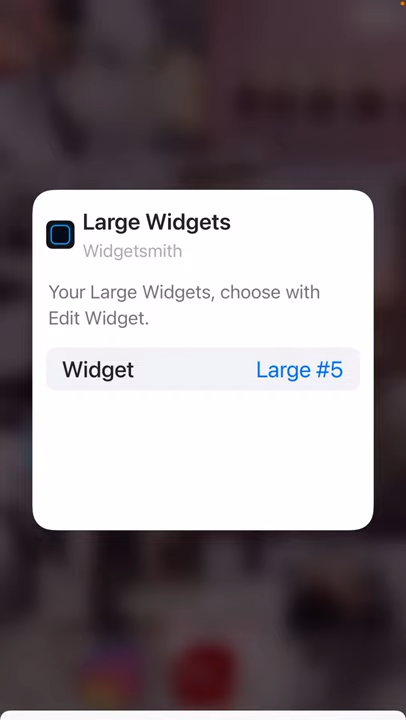 Large Widgets
Widgetsmith
Your Large Widgets, choose with
Edit Widget.
Widget Large #5